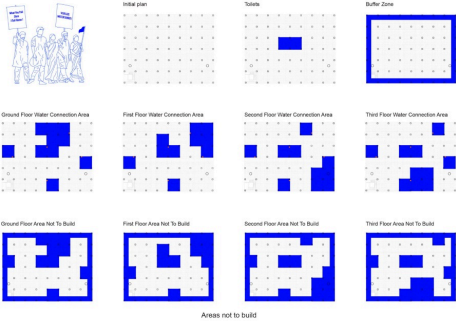 Initial plan
Toilets
Buffer Zone
Ground Floor Water Connection Area
First Floor Water Connection Area
Second Floor Water Connection Area
Third Floor Water Connection Area
Ground Floor Area Not To Build
First Floor Area Not To Build
Second Floor Area Not To Build
Third Floor Area Not To Build
Areas not to build